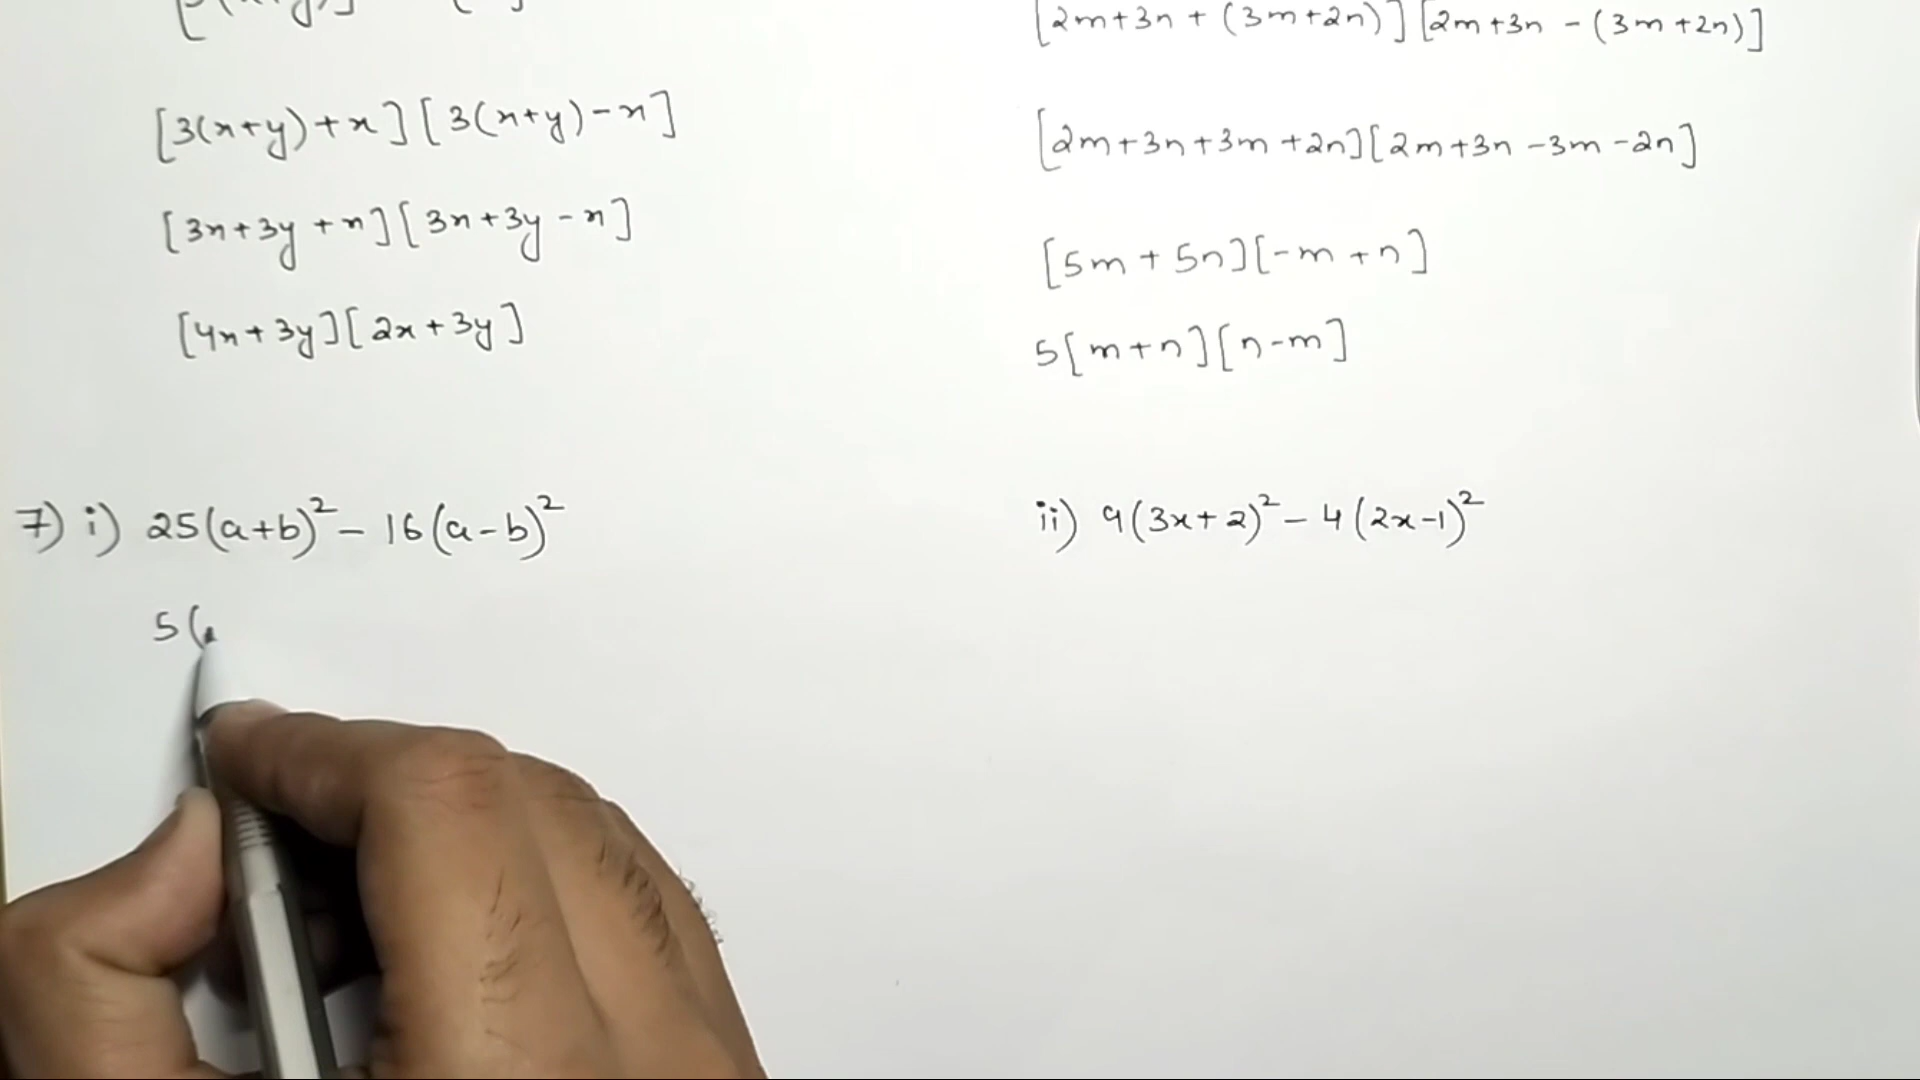 [3(x+y)+x][3(x+y)-x]
[3x+3y+x][3x+3y-x]
[4x+3y][2x+3y]
[2m+3n+(3m+2n)][2m+3n-(3m+2n)]
[2m+3n+3m+2n][2m+3n-3m-2n]
[5m+5n][-m+n]
5[m+n][n-m]
7) i) 25(a+b)²-16(a-b)²
5(
ii) 9(3x+2)²-4(2x-1)²